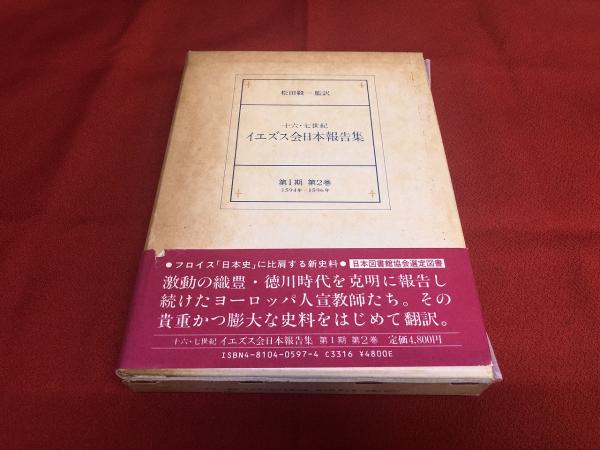 松田毅一 監訳
十六・七世紀
イエズス会日本報告集
第Ⅰ期 第2巻
1594年－1596年
●フロイス「日本史」に比肩する新史料● 日本図書館協会選定図書
激動の織豊・徳川時代を克明に報告し
続けたヨーロッパ人宣教師たち。その
貴重かつ膨大な史料をはじめて翻訳。
十六・七世紀 イエズス会日本報告集 第Ⅰ期 第2巻 定価4,800円
ISBN4-8104-0597-4 C3316 ¥4800E